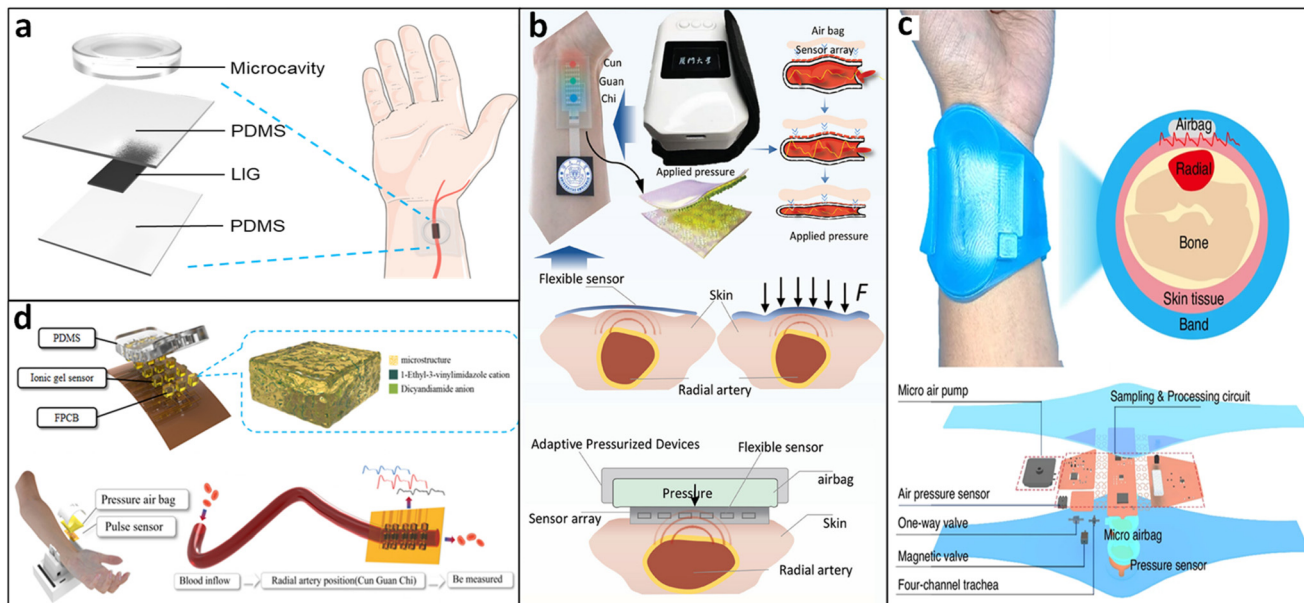 a
Microcavity
PDMS
LIG
PDMS
b
Cun
Guan
Chi
厦門大學
Air bag
Sensor array
Applied pressure
Applied pressure
Flexible sensor
Skin
F
Radial artery
Adaptive Pressurized Devices
Flexible sensor
airbag
Pressure
Sensor array
Skin
Radial artery
c
Airbag
Radial
Bone
Skin tissue
Band
Micro air pump
Sampling & Processing circuit
Air pressure sensor
One-way valve
Micro airbag
Magnetic valve
Pressure sensor
Four-channel trachea
d
PDMS
Ionic gel sensor
FPCB
microstructure
1-Ethyl-3-vinylimidazole cation
Dicyandiamide anion
Pressure air bag
Pulse sensor
Blood inflow
Radial artery position(Cun Guan Chi)
Be measured